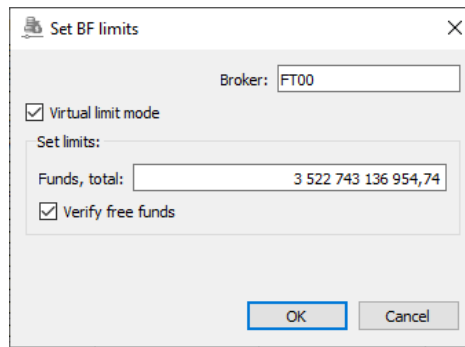 Set BF limits
Broker: FT00
Virtual limit mode
Set limits:
Funds, total: 3 522 743 136 954,74
Verify free funds
OK Cancel